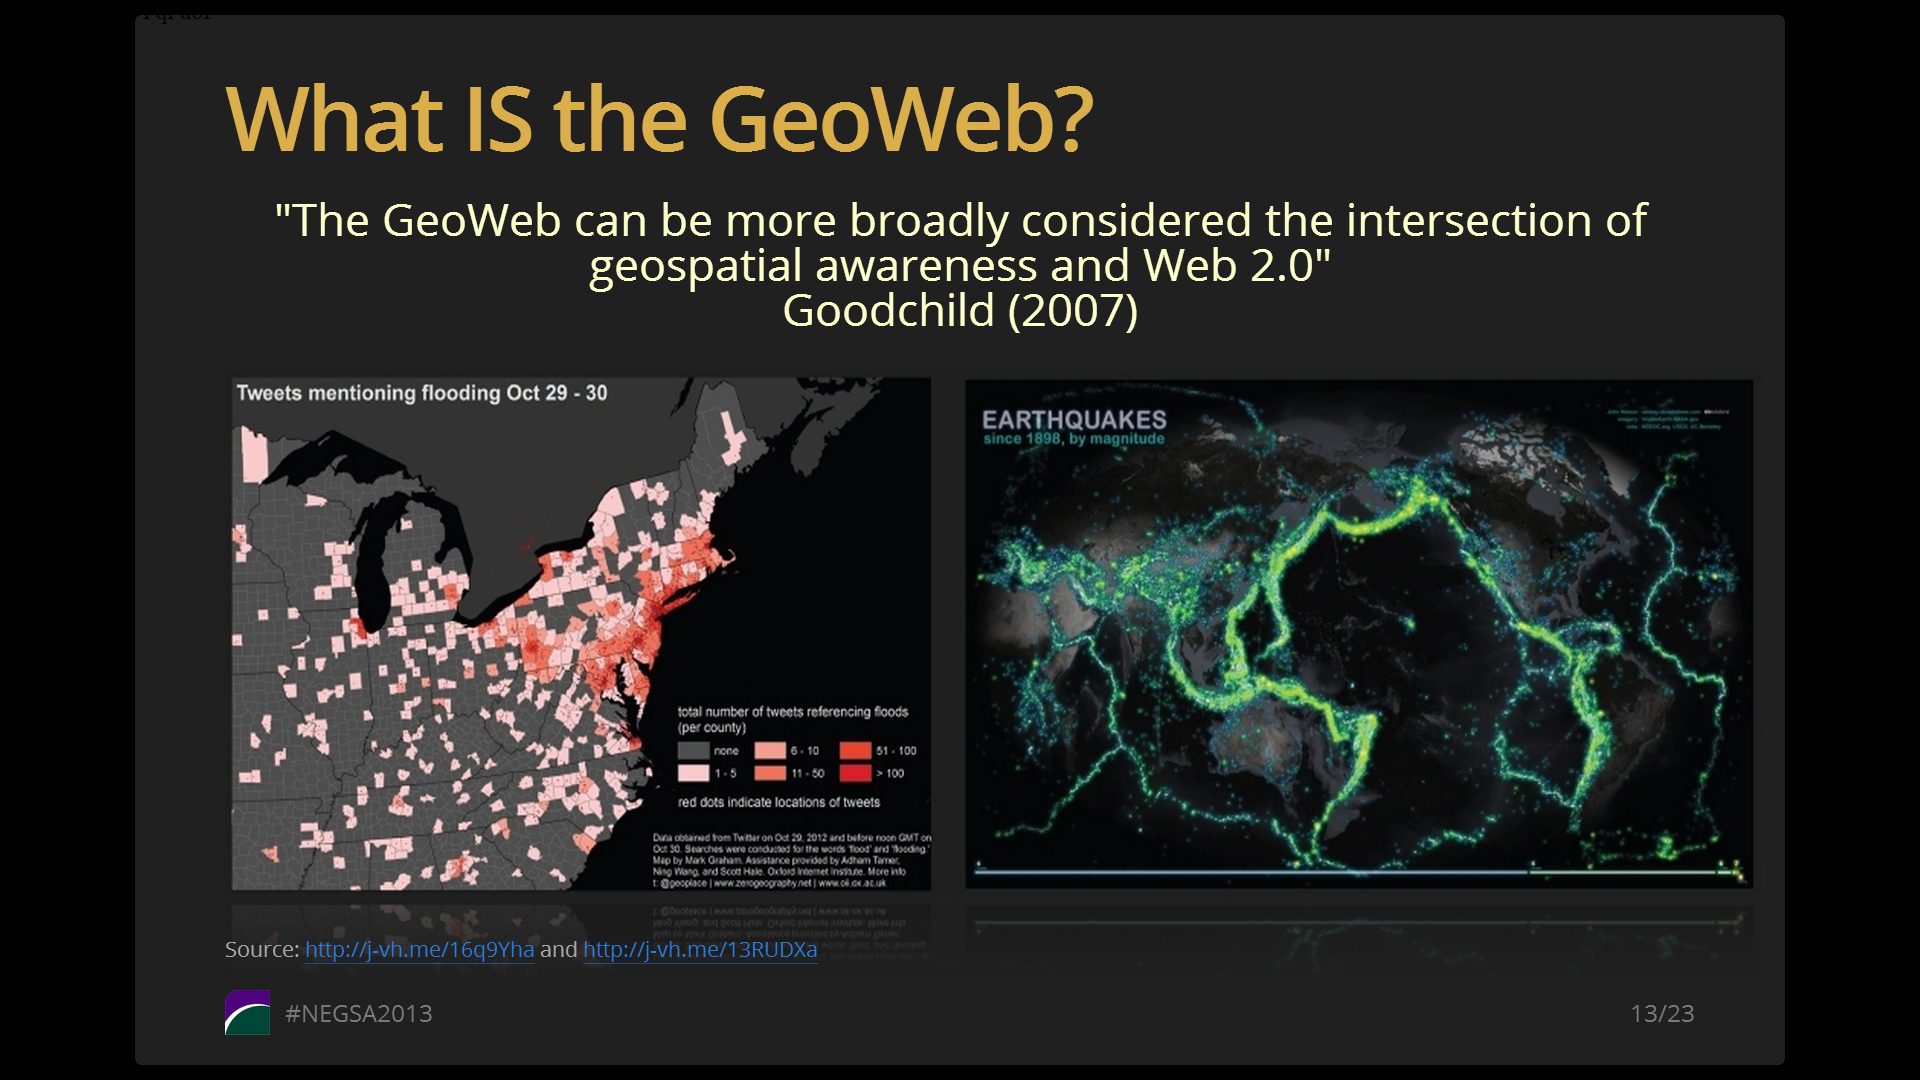 What IS the GeoWeb?
"The GeoWeb can be more broadly considered the intersection of
geospatial awareness and Web 2.0"
Goodchild (2007)
Tweets mentioning flooding Oct 29 - 30
total number of tweets referencing floods
(per county)
none 6 - 10 51 - 100
1 - 5 11 - 50 > 100
red dots indicate locations of tweets
Data obtained from Twitter on Oct 29, 2012 and before noon GMT on
Oct 30. Searches were conducted for the words 'flood' and 'flooding.'
Map by Mark Graham. Assistance provided by Adham Tamer,
Ning Wang, and Scott Hale. Oxford Internet Institute. More info
t: @geoplace | www.zerogeography.net | www.oii.ox.ac.uk
EARTHQUAKES
since 1898, by magnitude
Source: http://j-vh.me/16q9Yha and http://j-vh.me/13RUDXa
#NEGSA2013
13/23